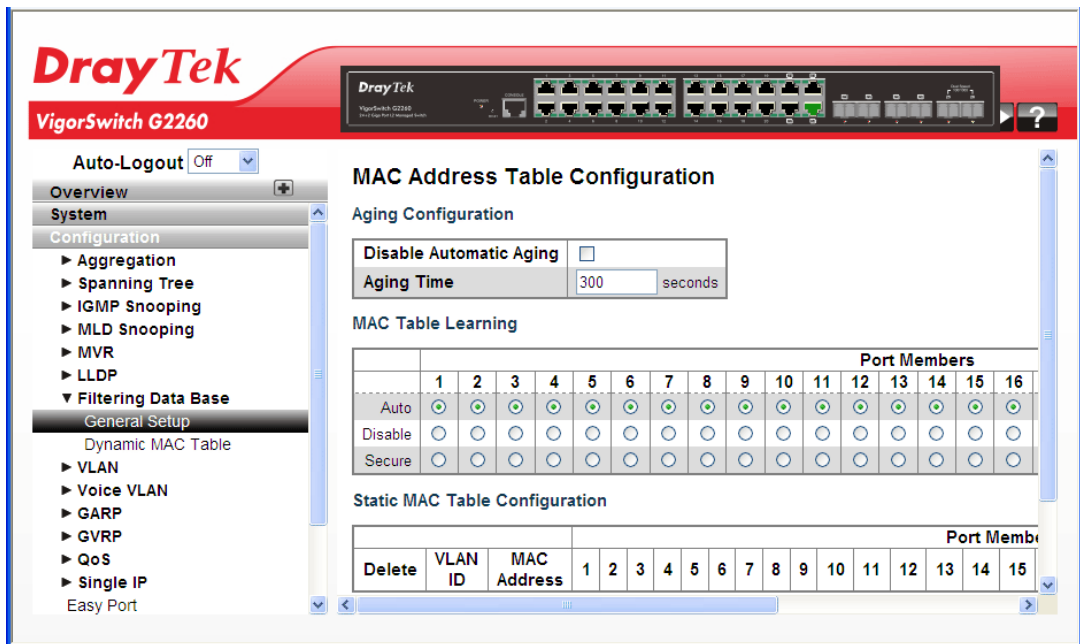 DrayTek
VigorSwitch G2260
DrayTek
VigorSwitch G2260
Auto-Logout Off
Overview
System
Configuration
Aggregation
Spanning Tree
IGMP Snooping
MLD Snooping
MVR
LLDP
Filtering Data Base
General Setup
Dynamic MAC Table
VLAN
Voice VLAN
GARP
GVRP
QoS
Single IP
Easy Port
MAC Address Table Configuration
Aging Configuration
Disable Automatic Aging
Aging Time 300 seconds
MAC Table Learning
Port Members
1 2 3 4 5 6 7 8 9 10 11 12 13 14 15 16
Auto
Disable
Secure
Static MAC Table Configuration
Port Membe
Delete VLAN ID MAC Address 1 2 3 4 5 6 7 8 9 10 11 12 13 14 15